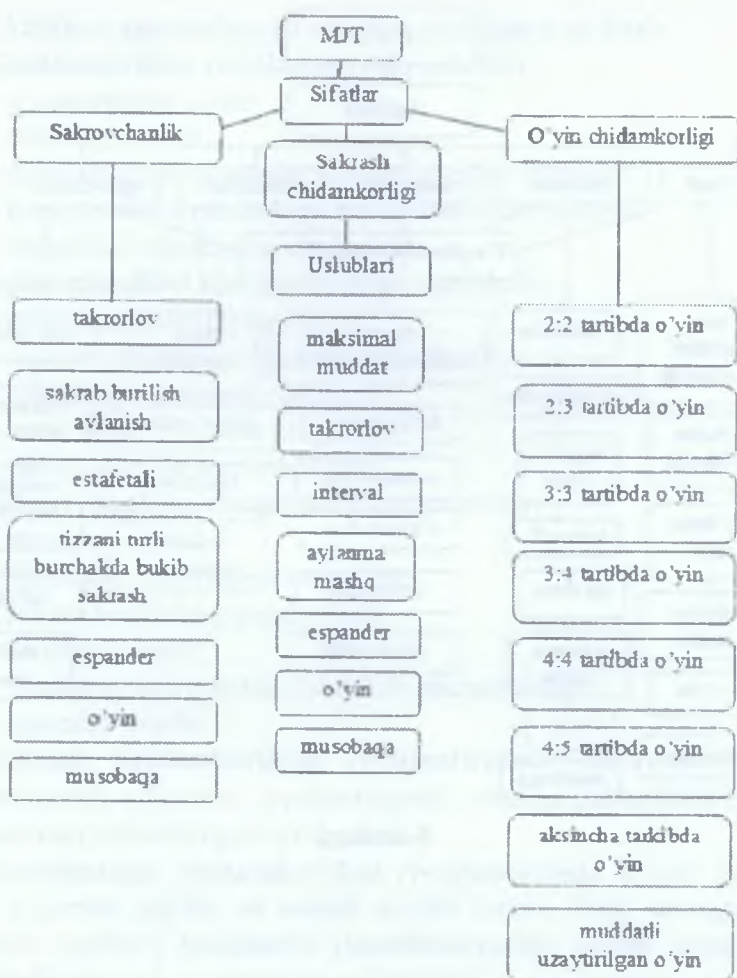 MJT
Sifatlar
Sakrovchanlik
Sakrash
chidamkorligi
O'yin chidamkorligi
Uslublari
takrorlov
sakrab burilish
avlanish
estafetali
tizzani turli
burchakda bukib
sakrash
espander
o'yin
musobaqa
maksimal
muddat
takrorlov
interval
aylanma
mashq
espander
o'yin
musobaqa
2:2 tartibda o'yin
2:3 tartibda o'yin
3:3 tartibda o'yin
3:4 tartibda o'yin
4:4 tartibda o'yin
4:5 tartibda o'yin
aksincha tarkibda
o'yin
muddatli
uzaytirilgan o'yin